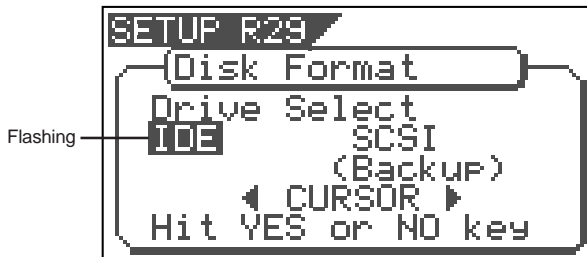 SETUP R29
Disk Format
Drive Select
Flashing IDE SCSI
(Backup)
◀ CURSOR ▶
Hit YES or NO key